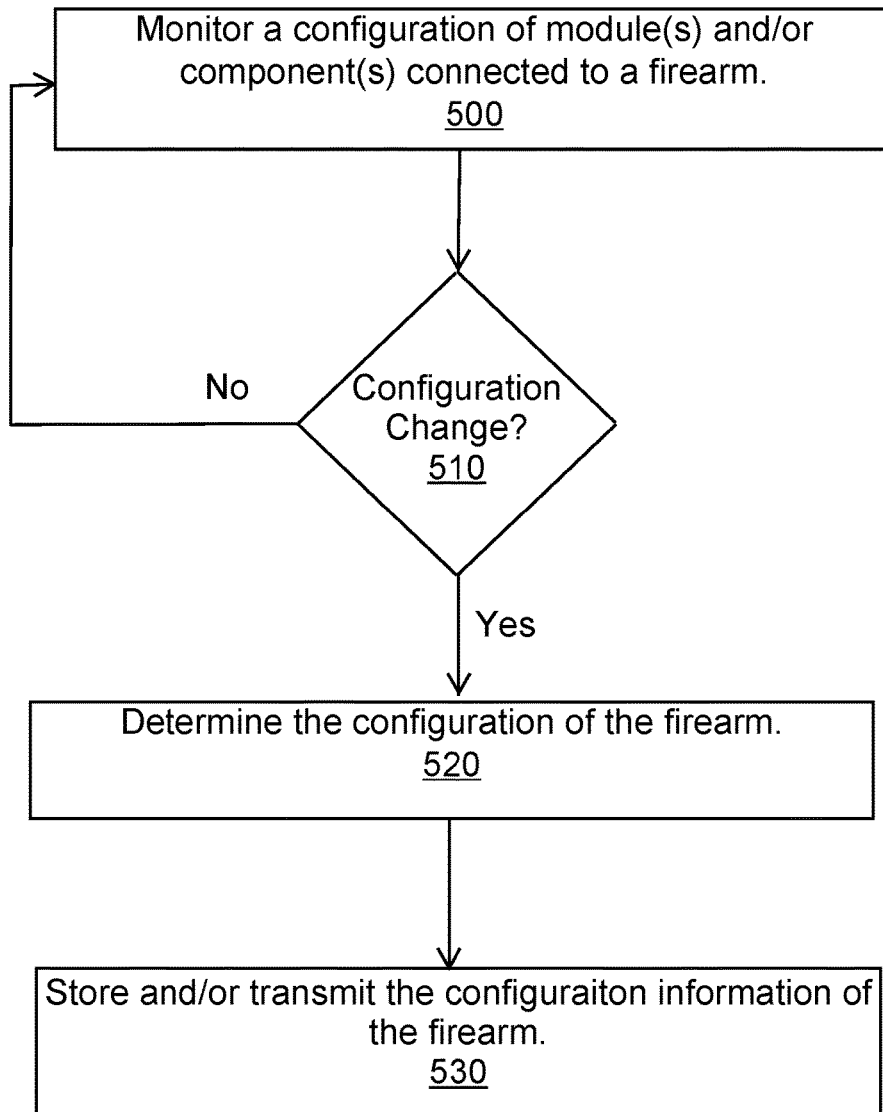 Monitor a configuration of module(s) and/or
component(s) connected to a firearm.
500
No
Configuration
Change?
510
Yes
Determine the configuration of the firearm.
520
Store and/or transmit the configuraiton information of
the firearm.
530